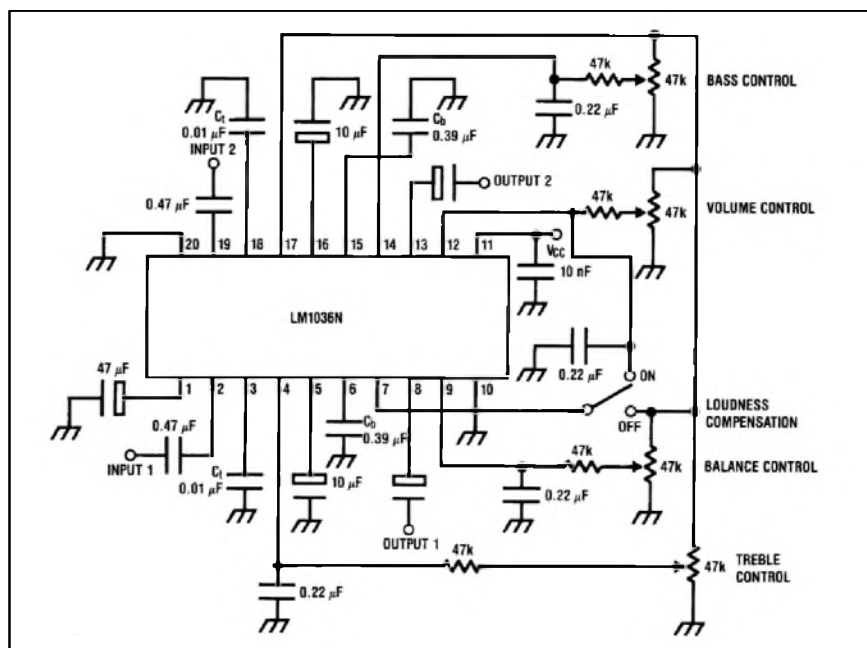 47k
47k
BASS CONTROL
Ct
0.01 μF
10 μF
Cb
0.39 μF
0.22 μF
INPUT 2
OUTPUT 2
0.47 μF
47k
47k
VOLUME CONTROL
20 19 18 17 16 15 14 13 12 11
VCC
10 nF
LM1036N
47 μF
0.22 μF
ON
1 2 3 4 5 6 7 8 9 10
LOUDNESS
COMPENSATION
OFF
0.47 μF
Cb
0.39 μF
47k
47k
BALANCE CONTROL
INPUT 1
Ct
0.01 μF
10 μF
0.22 μF
OUTPUT 1
47k
47k
TREBLE
CONTROL
0.22 μF